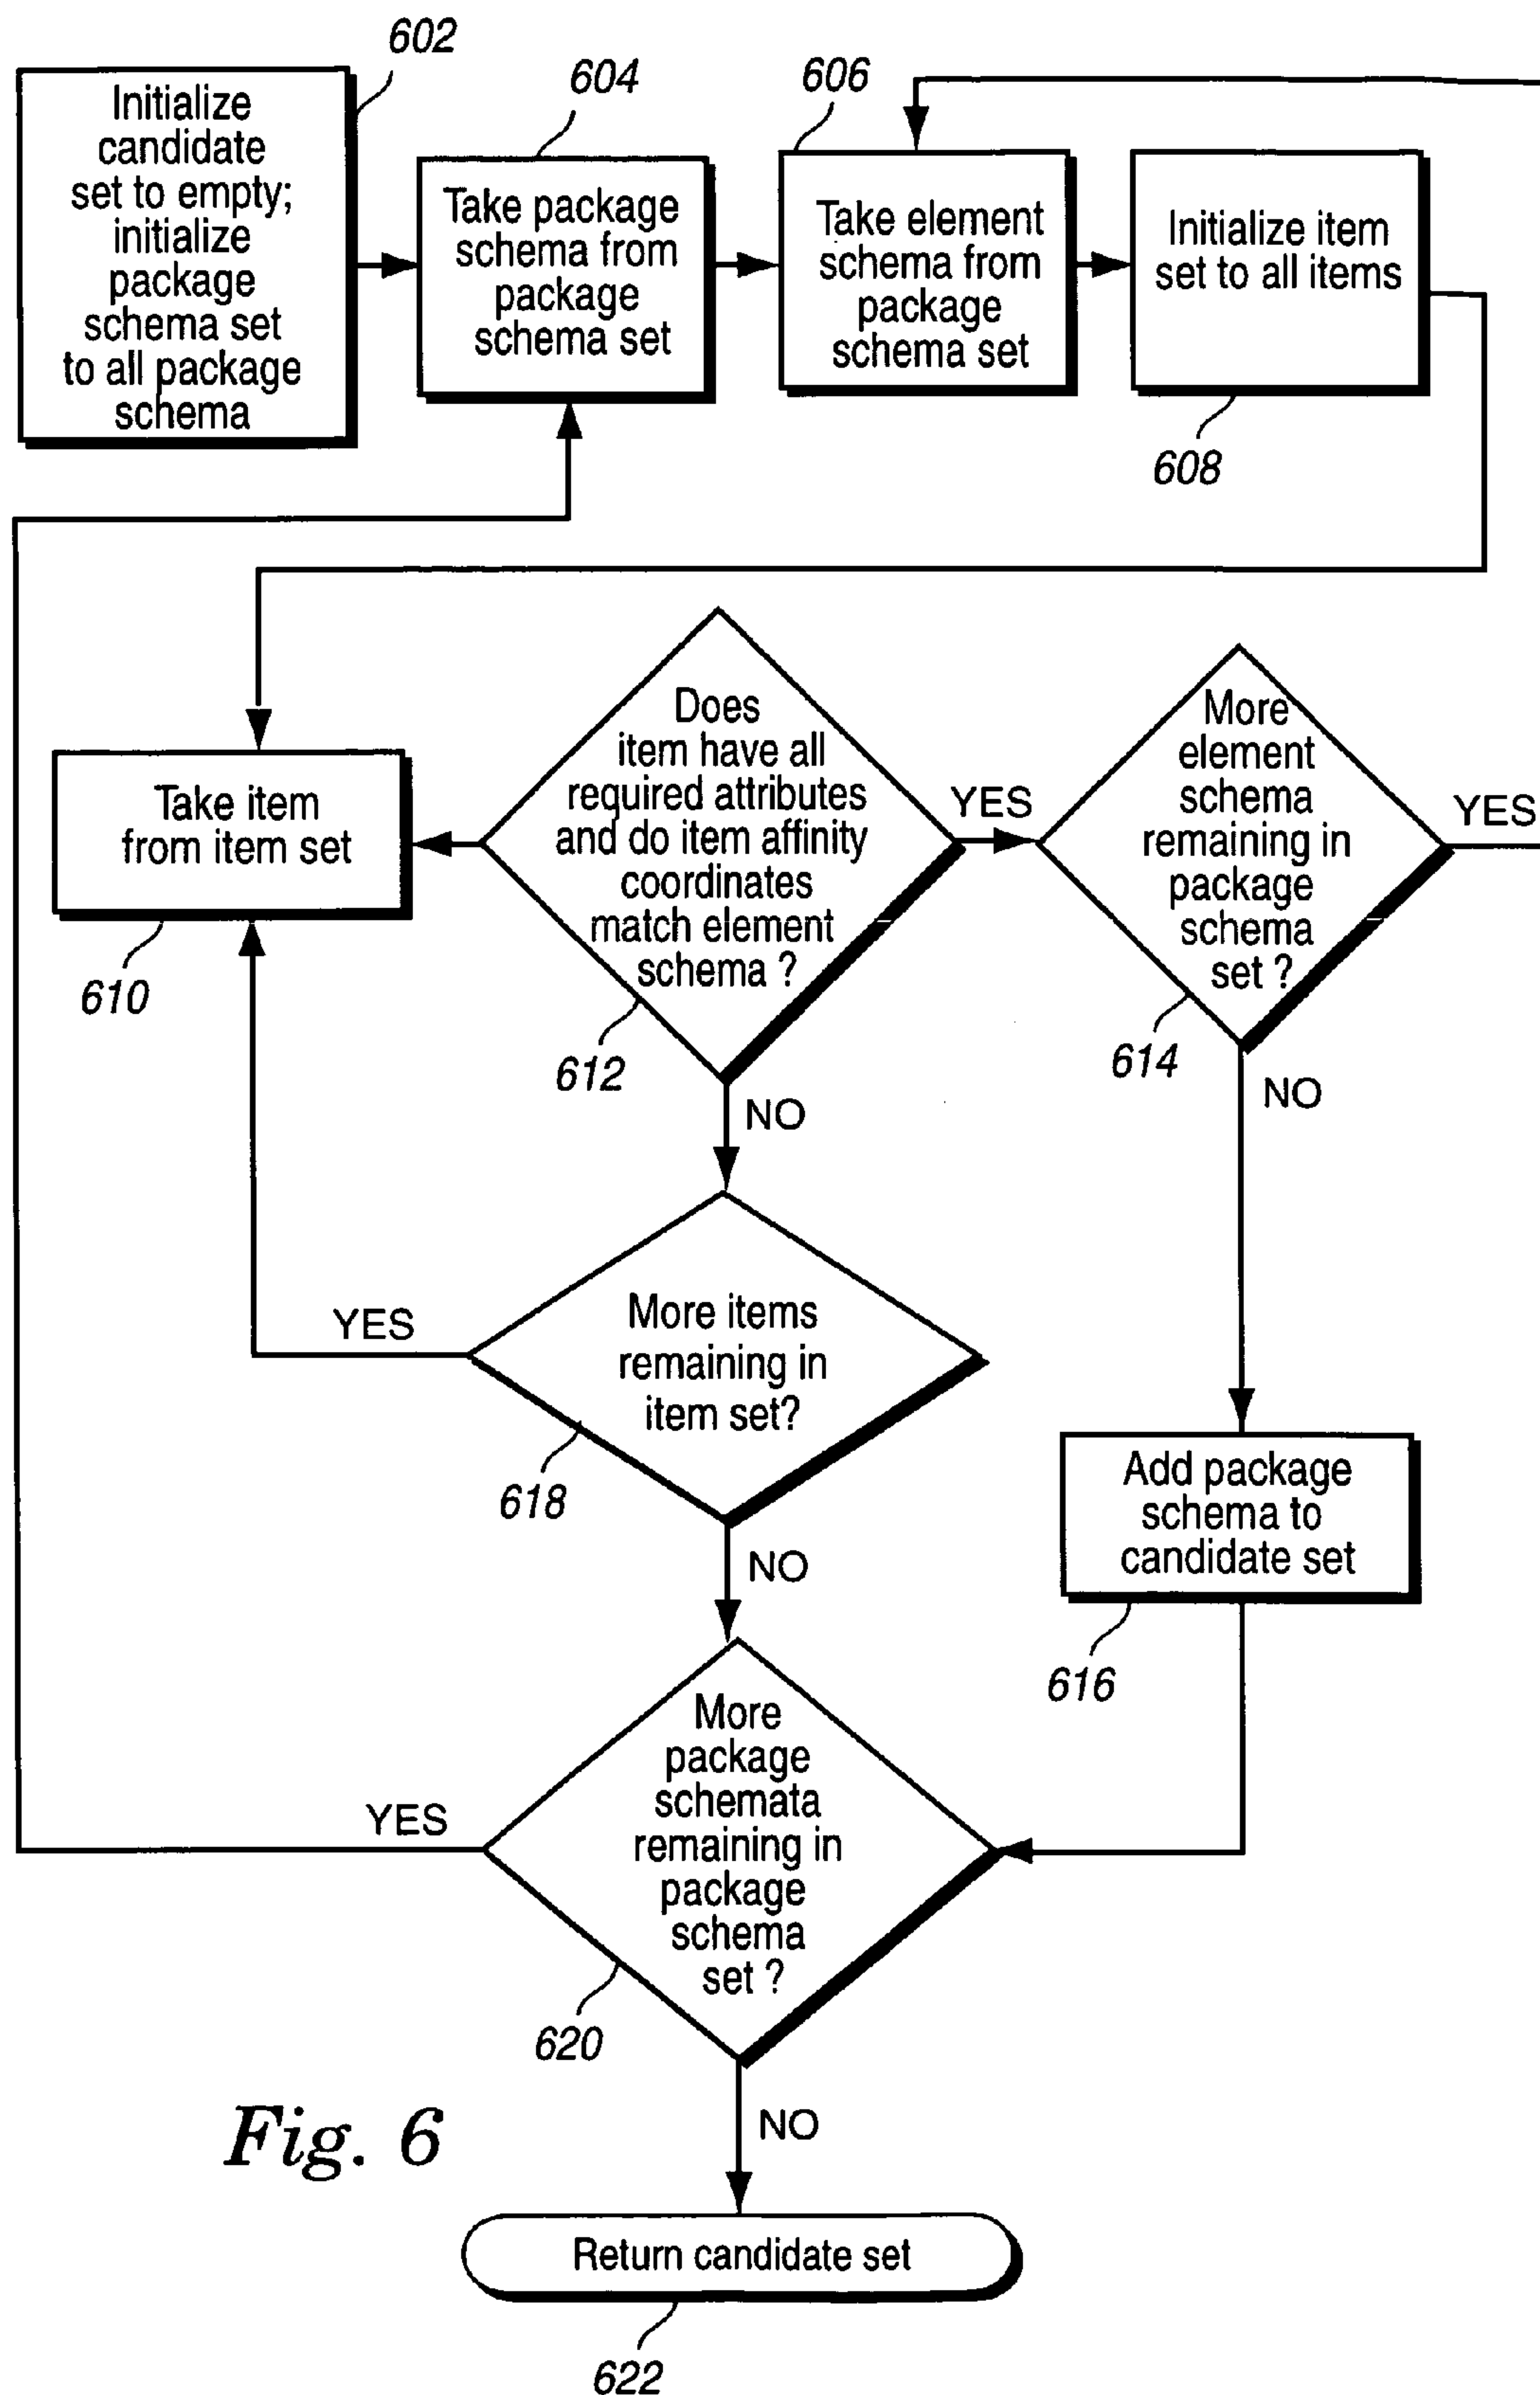 602
Initialize
candidate
set to empty;
initialize
package
schema set
to all package
schema
604
Take package
schema from
package
schema set
606
Take element
schema from
package
schema set
Initialize item
set to all items
608
Take item
from item set
610
Does
item have all
required attributes
and do item affinity
coordinates
match element
schema ?
612
YES
NO
More
element
schema
remaining in
package
schema
set ?
614
YES
NO
More items
remaining in
item set?
618
YES
NO
Add package
schema to
candidate set
616
More
package
schemata
remaining in
package
schema
set ?
620
YES
NO
Return candidate set
622
Fig. 6